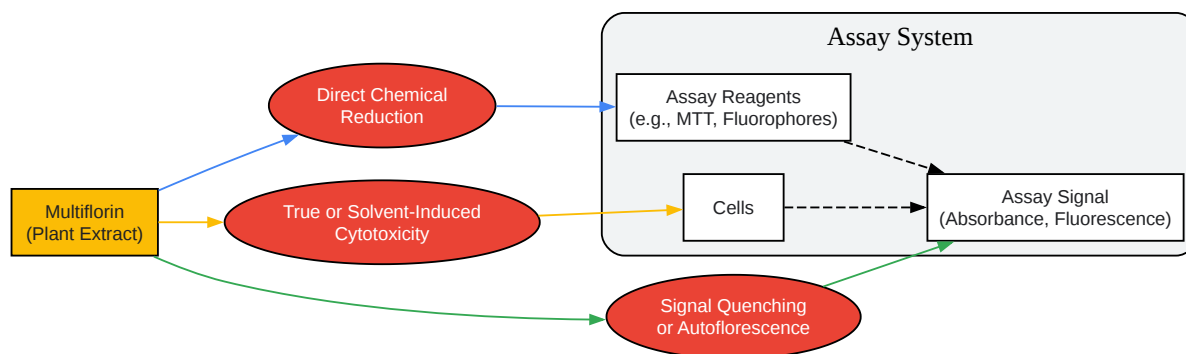 Assay System
Direct Chemical
Reduction
Assay Reagents
(e.g., MTT, Fluorophores)
Multiflorin
(Plant Extract)
True or Solvent-Induced
Cytotoxicity
Cells
Assay Signal
(Absorbance, Fluorescence)
Signal Quenching
or Autoflorescence